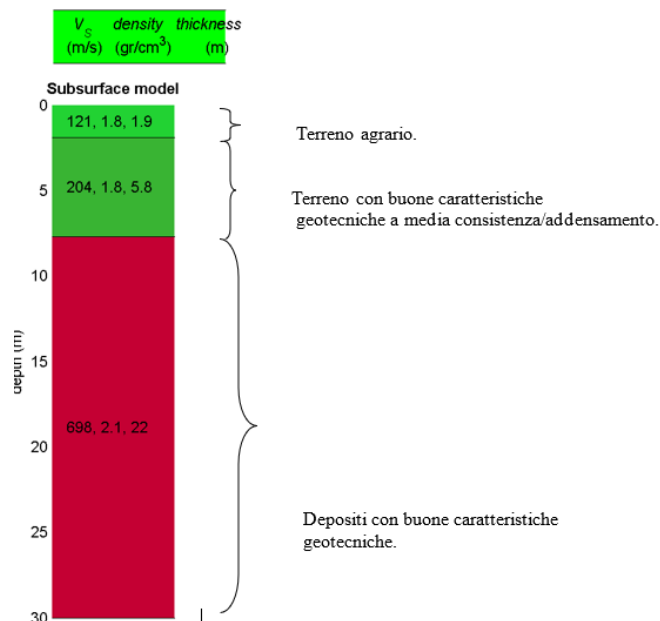 V_S density thickness
(m/s) (gr/cm³) (m)
Subsurface model
0
121, 1.8, 1.9
Terreno agrario.
5
204, 1.8, 5.8
Terreno con buone caratteristiche
geotecniche a media consistenza/addensamento.
10
15
depth (m)
698, 2.1, 22
20
Depositi con buone caratteristiche
geotecniche.
25
30